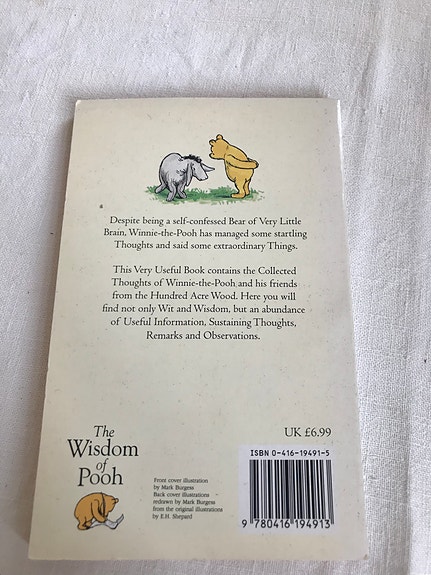 Despite being a self-confessed Bear of Very Little
Brain, Winnie-the-Pooh has managed some startling
Thoughts and said some extraordinary Things.
This Very Useful Book contains the Collected
Thoughts of Winnie-the-Pooh and his friends
from the Hundred Acre Wood. Here you will
find not only Wit and Wisdom, but an abundance
of Useful Information, Sustaining Thoughts,
Remarks and Observations.
The
Wisdom
of
Pooh
Front cover illustration
by Mark Burgess
Back cover illustrations
redrawn by Mark Burgess
from the original illustrations
by E.H. Shepard
UK £6.99
ISBN 0-416-19491-5
9 780416 194913